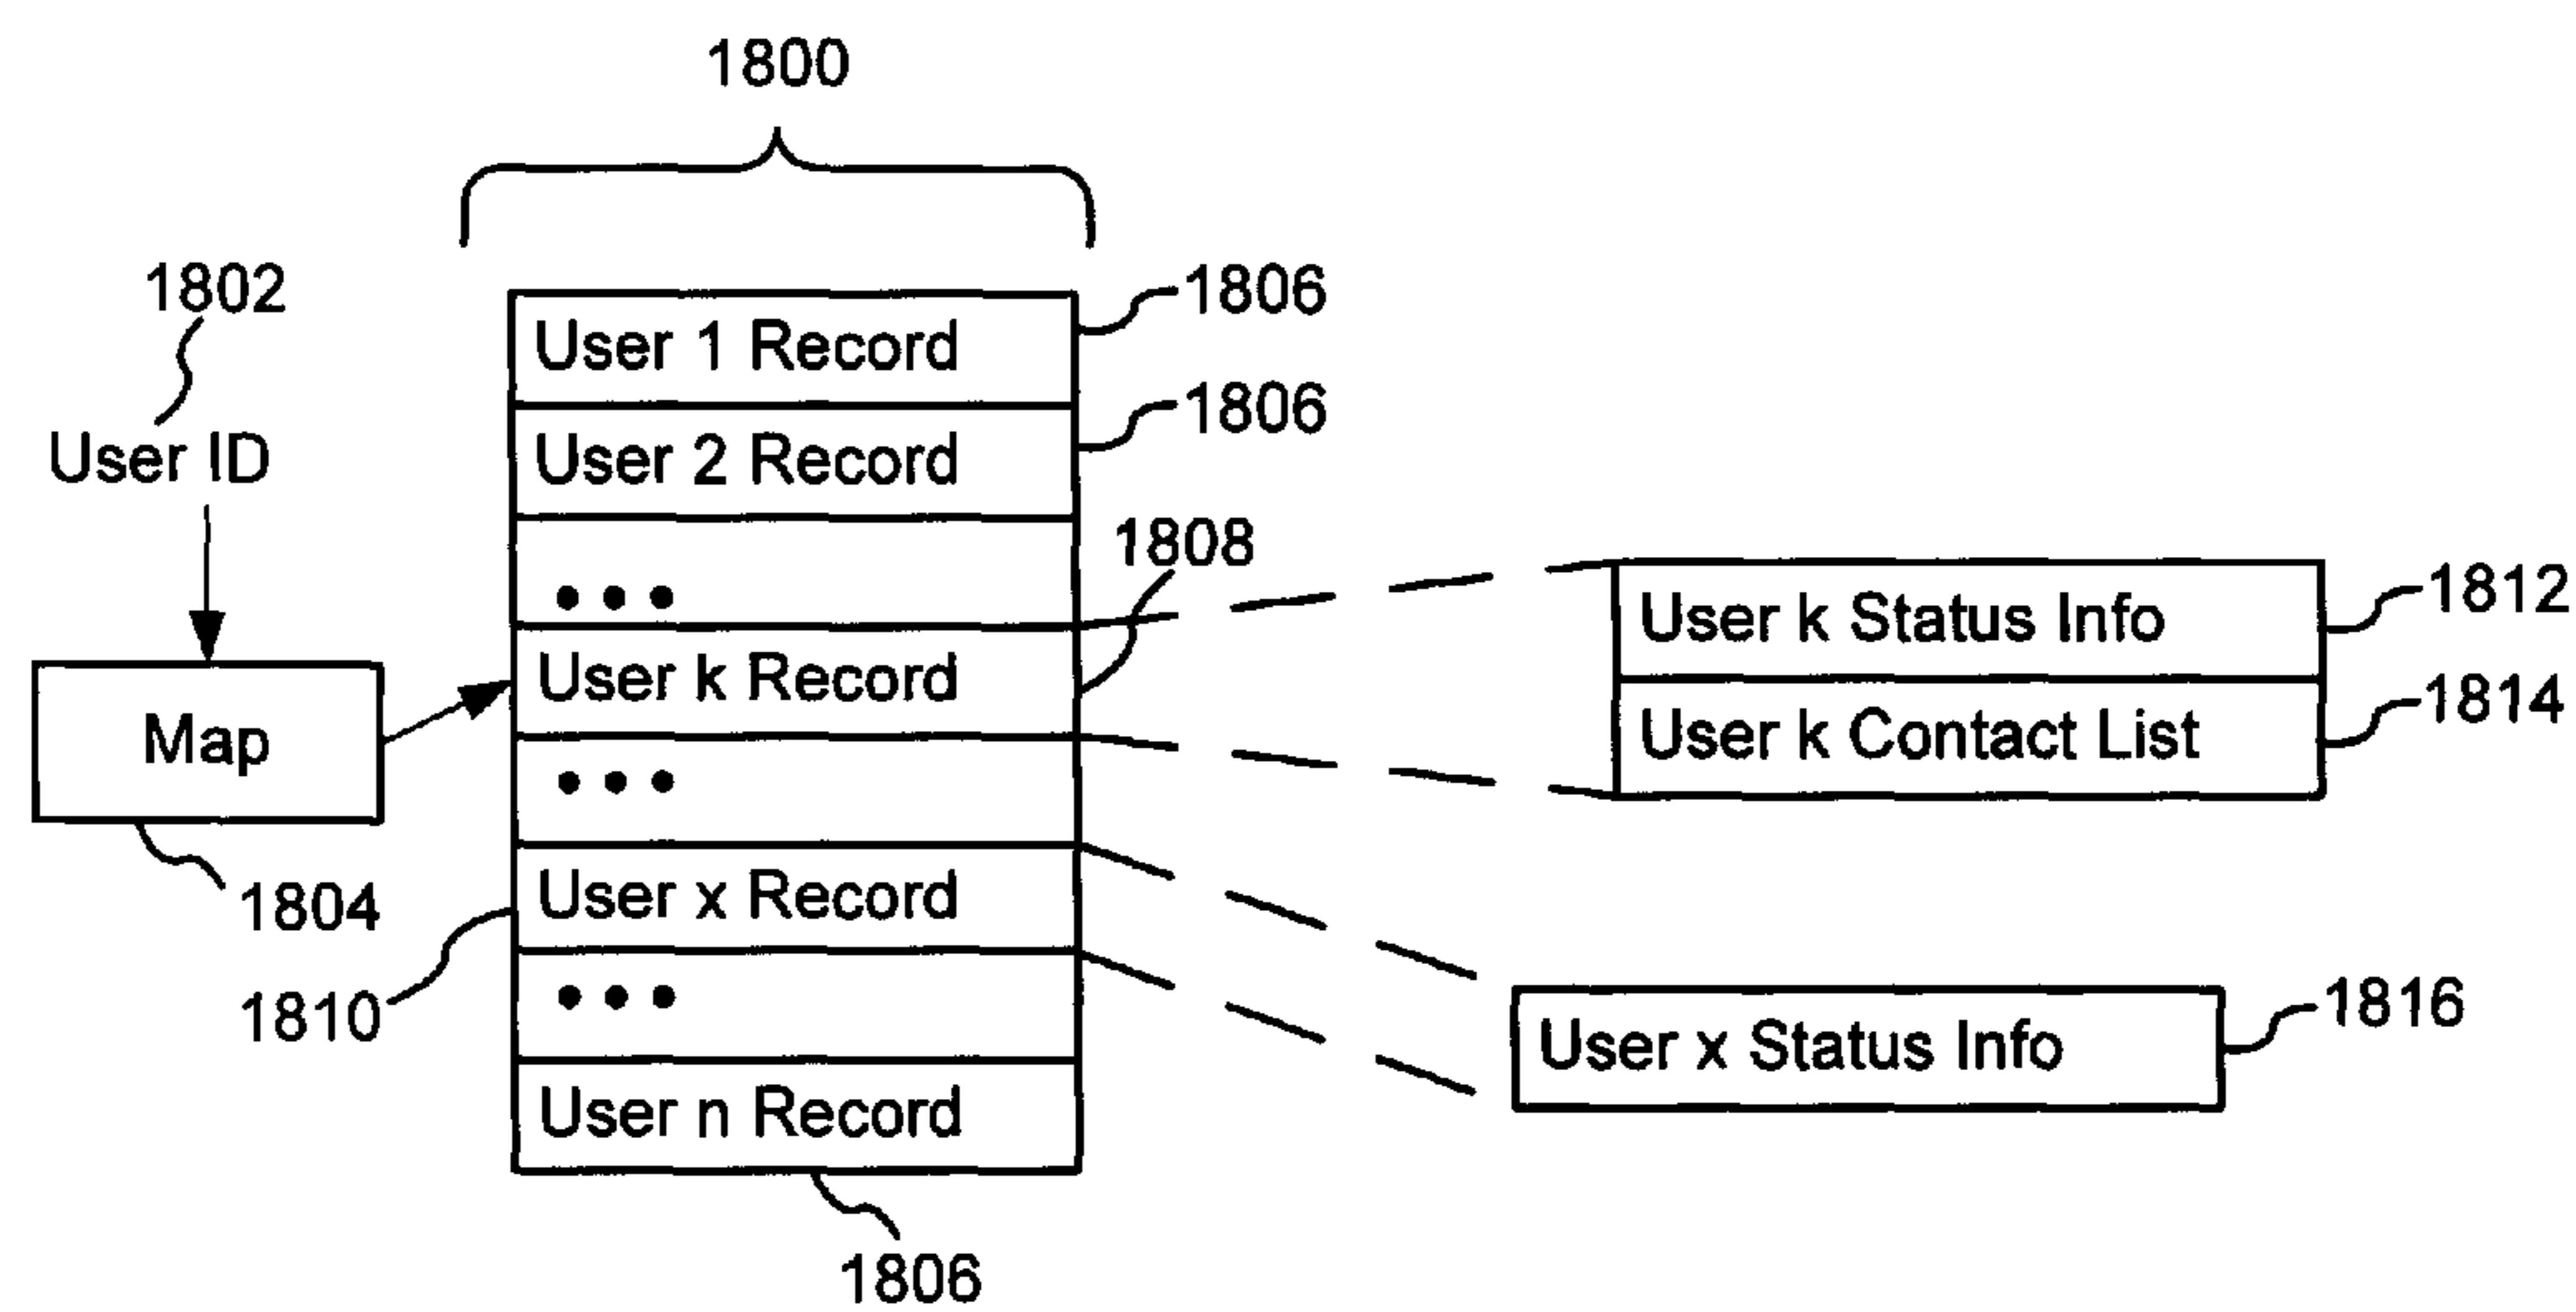 1800
1802
User ID
Map
1804
1810
User 1 Record
1806
User 2 Record
1806
• • •
1808
User k Record
• • •
User x Record
• • •
User n Record
1806
User k Status Info
1812
User k Contact List
1814
User x Status Info
1816